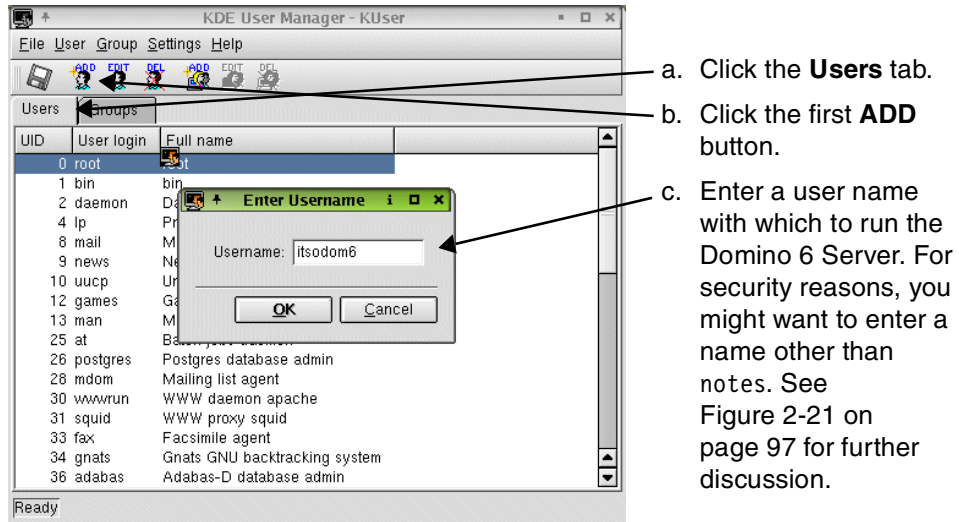 KDE User Manager - KUser
File User Group Settings Help
ADD EDIT DEL ADD EDIT DEL
Users Groups
UID User login Full name
0 root root
1 bin bin
2 daemon
4 lp
8 mail
9 news
10 uucp
12 games
13 man
25 at
26 postgres Postgres database admin
28 mdom Mailing list agent
30 wwwrun WWW daemon apache
31 squid WWW proxy squid
33 fax Facsimile agent
34 gnats Gnats GNU backtracking system
36 adabas Adabas-D database admin
Ready
Enter Username
Username: itsodom6
OK Cancel
a. Click the Users tab.
b. Click the first ADD
button.
c. Enter a user name
with which to run the
Domino 6 Server. For
security reasons, you
might want to enter a
name other than
notes. See
Figure 2-21 on
page 97 for further
discussion.